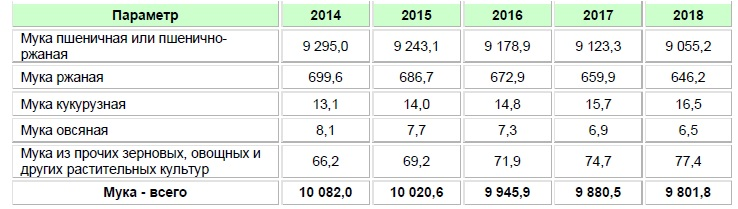 Параметр 2014 2015 2016 2017 2018
Мука пшеничная или пшенично-
ржаная 9 295,0 9 243,1 9 178,9 9 123,3 9 055,2
Мука ржаная 699,6 686,7 672,9 659,9 646,2
Мука кукурузная 13,1 14,0 14,8 15,7 16,5
Мука овсяная 8,1 7,7 7,3 6,9 6,5
Мука из прочих зерновых, овощных и
других растительных культур 66,2 69,2 71,9 74,7 77,4
Мука - всего 10 082,0 10 020,6 9 945,9 9 880,5 9 801,8